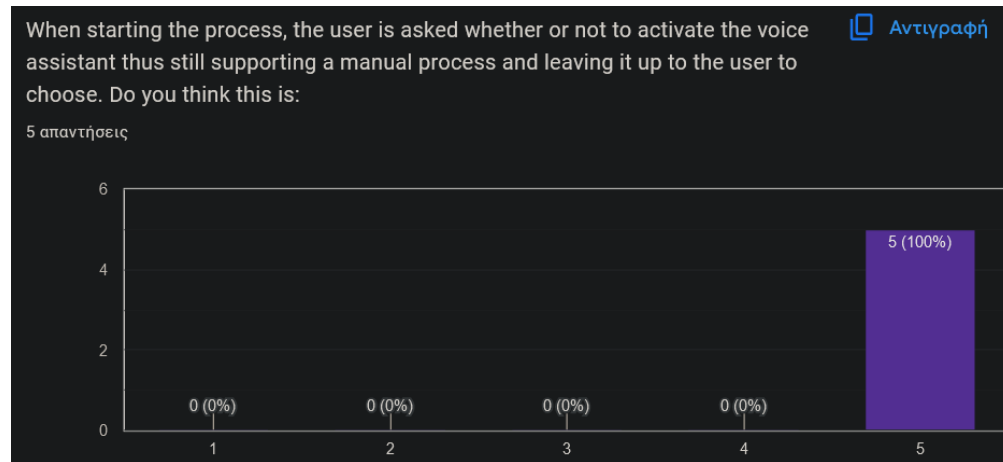 When starting the process, the user is asked whether or not to activate the voice
assistant thus still supporting a manual process and leaving it up to the user to
choose. Do you think this is:
Αντιγραφή
5 απαντήσεις
6
4
2
0
0 (0%)
0 (0%)
0 (0%)
0 (0%)
5 (100%)
1
2
3
4
5